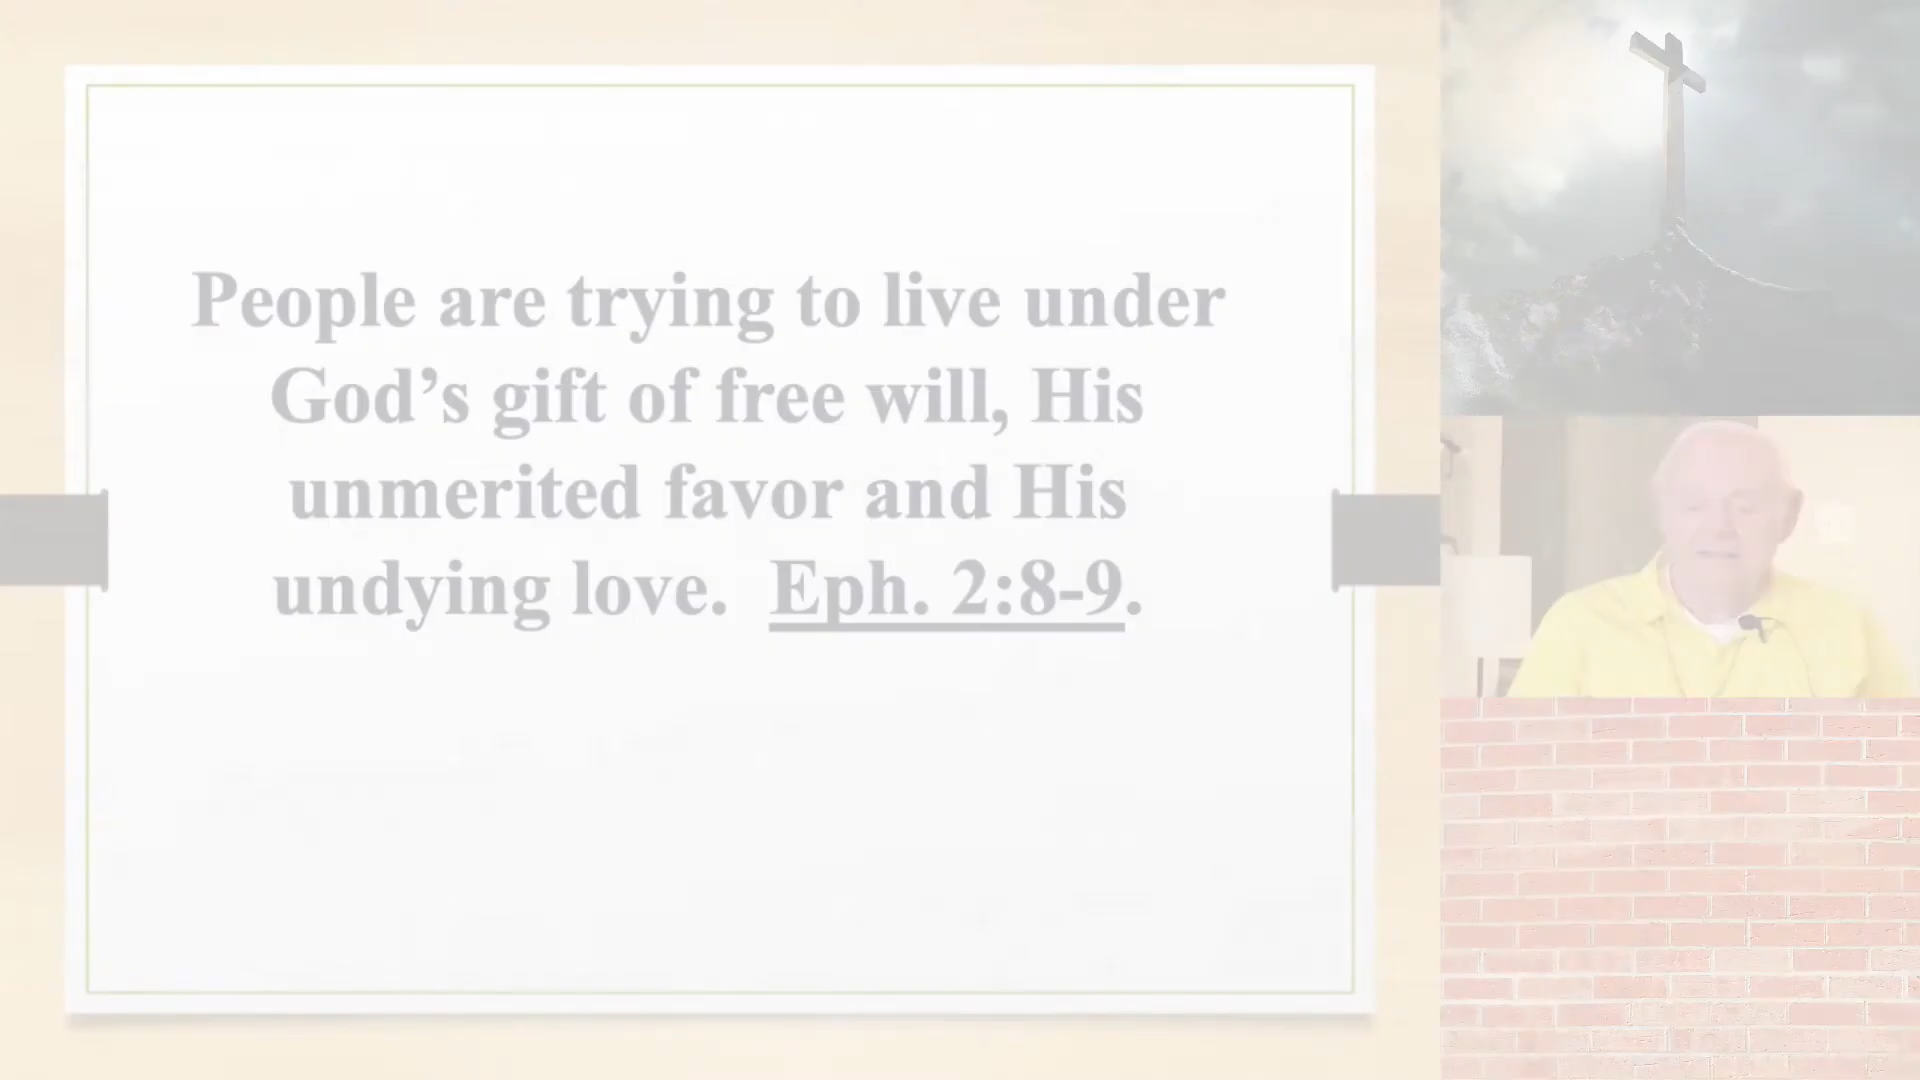 People are trying to live under
God’s gift of free will, His
unmerited favor and His
undying love.  Eph. 2:8-9.